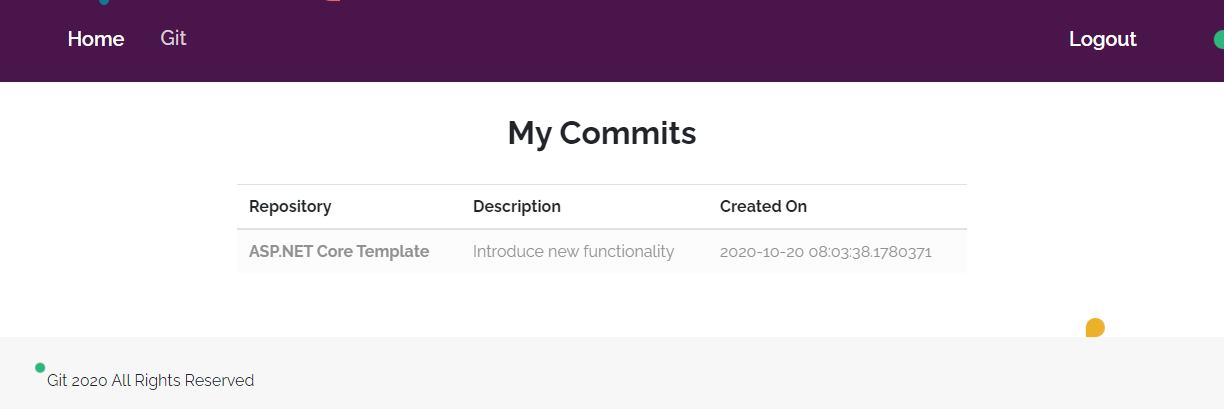 Home Git Logout
My Commits
Repository Description Created On
ASP.NET Core Template Introduce new functionality 2020-10-20 08:03:38.1780371
Git 2020 All Rights Reserved